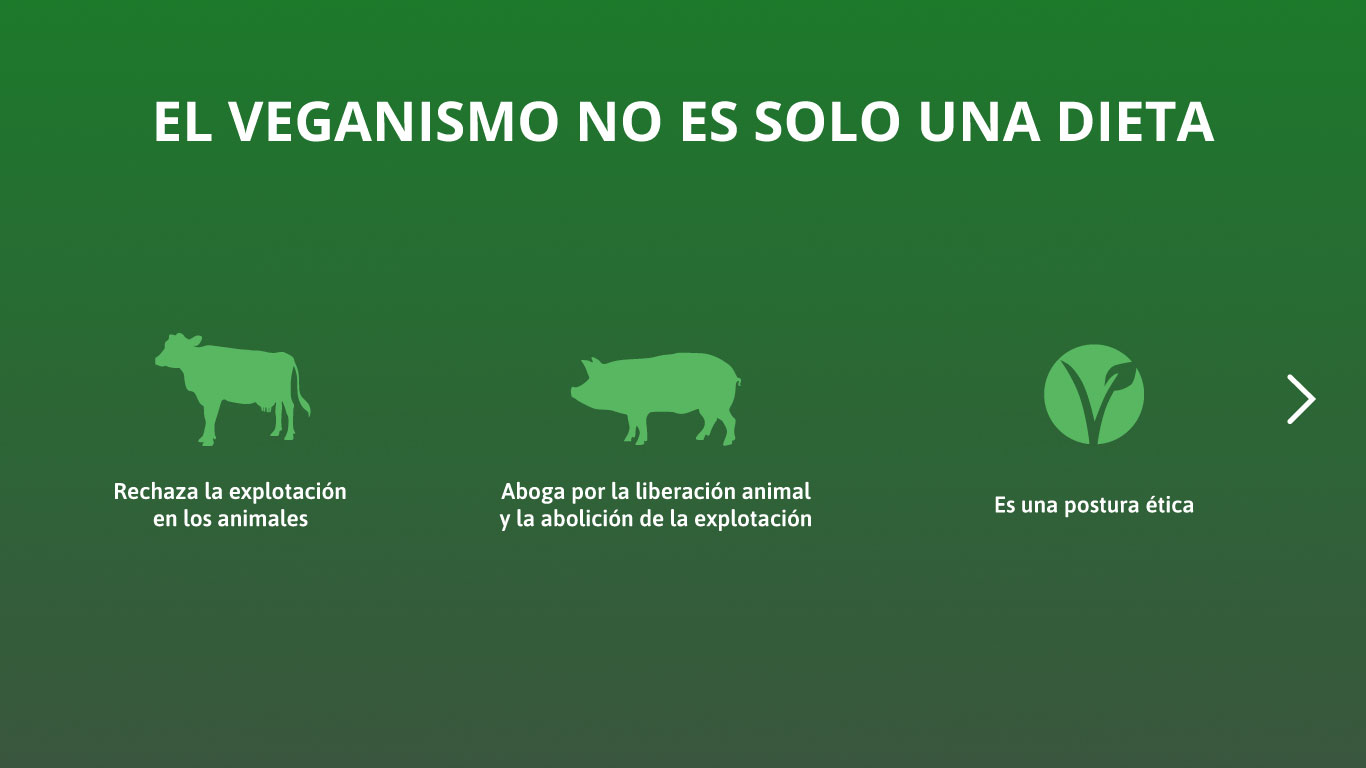 EL VEGANISMO NO ES SOLO UNA DIETA
Rechaza la explotación
en los animales
Aboga por la liberación animal
y la abolición de la explotación
Es una postura ética